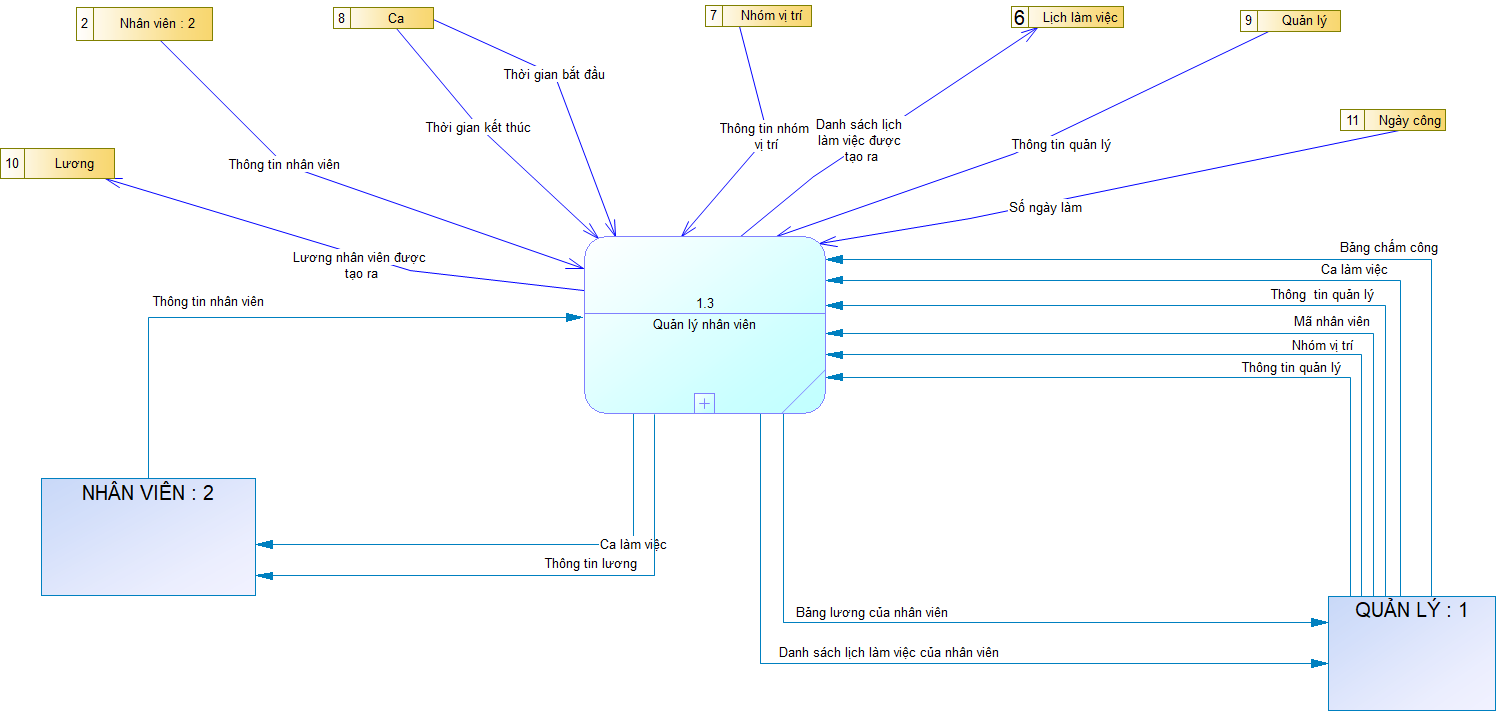 2 Nhân viên : 2
8 Ca
7 Nhóm vị trí
6 Lịch làm việc
9 Quản lý
Thời gian bắt đầu
11 Ngày công
Thời gian kết thúc
Thông tin nhóm
vị trí
Danh sách lịch
làm việc được
tạo ra
Thông tin quản lý
10 Lương
Thông tin nhân viên
Số ngày làm
Lương nhân viên được
tạo ra
Bảng chấm công
Ca làm việc
Thông tin nhân viên
1.3
Quản lý nhân viên
Thông  tin quản lý
Mã nhân viên
Nhóm vị trí
Thông tin quản lý
NHÂN VIÊN : 2
Ca làm việc
Thông tin lương
Bảng lương của nhân viên
QUẢN LÝ : 1
Danh sách lịch làm việc của nhân viên